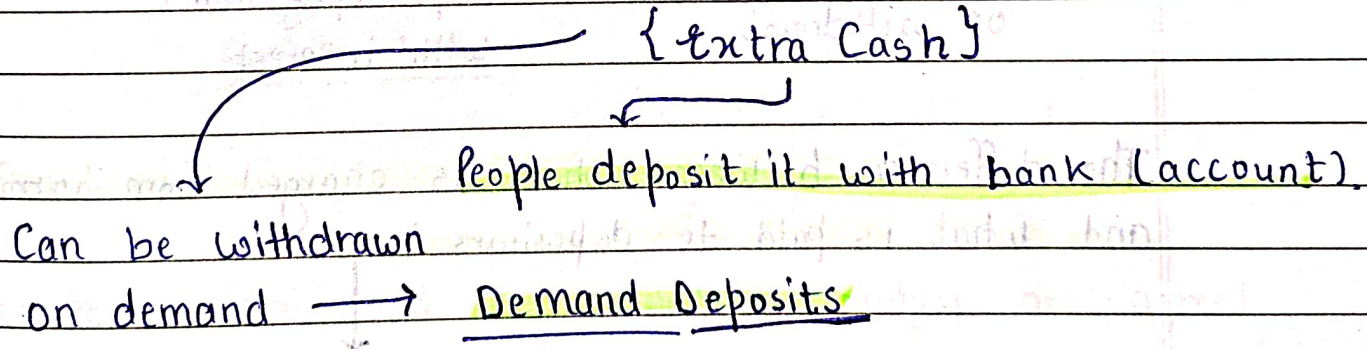 { Extra Cash }
People deposit it with bank (account).
Can be withdrawn
on demand → Demand Deposits